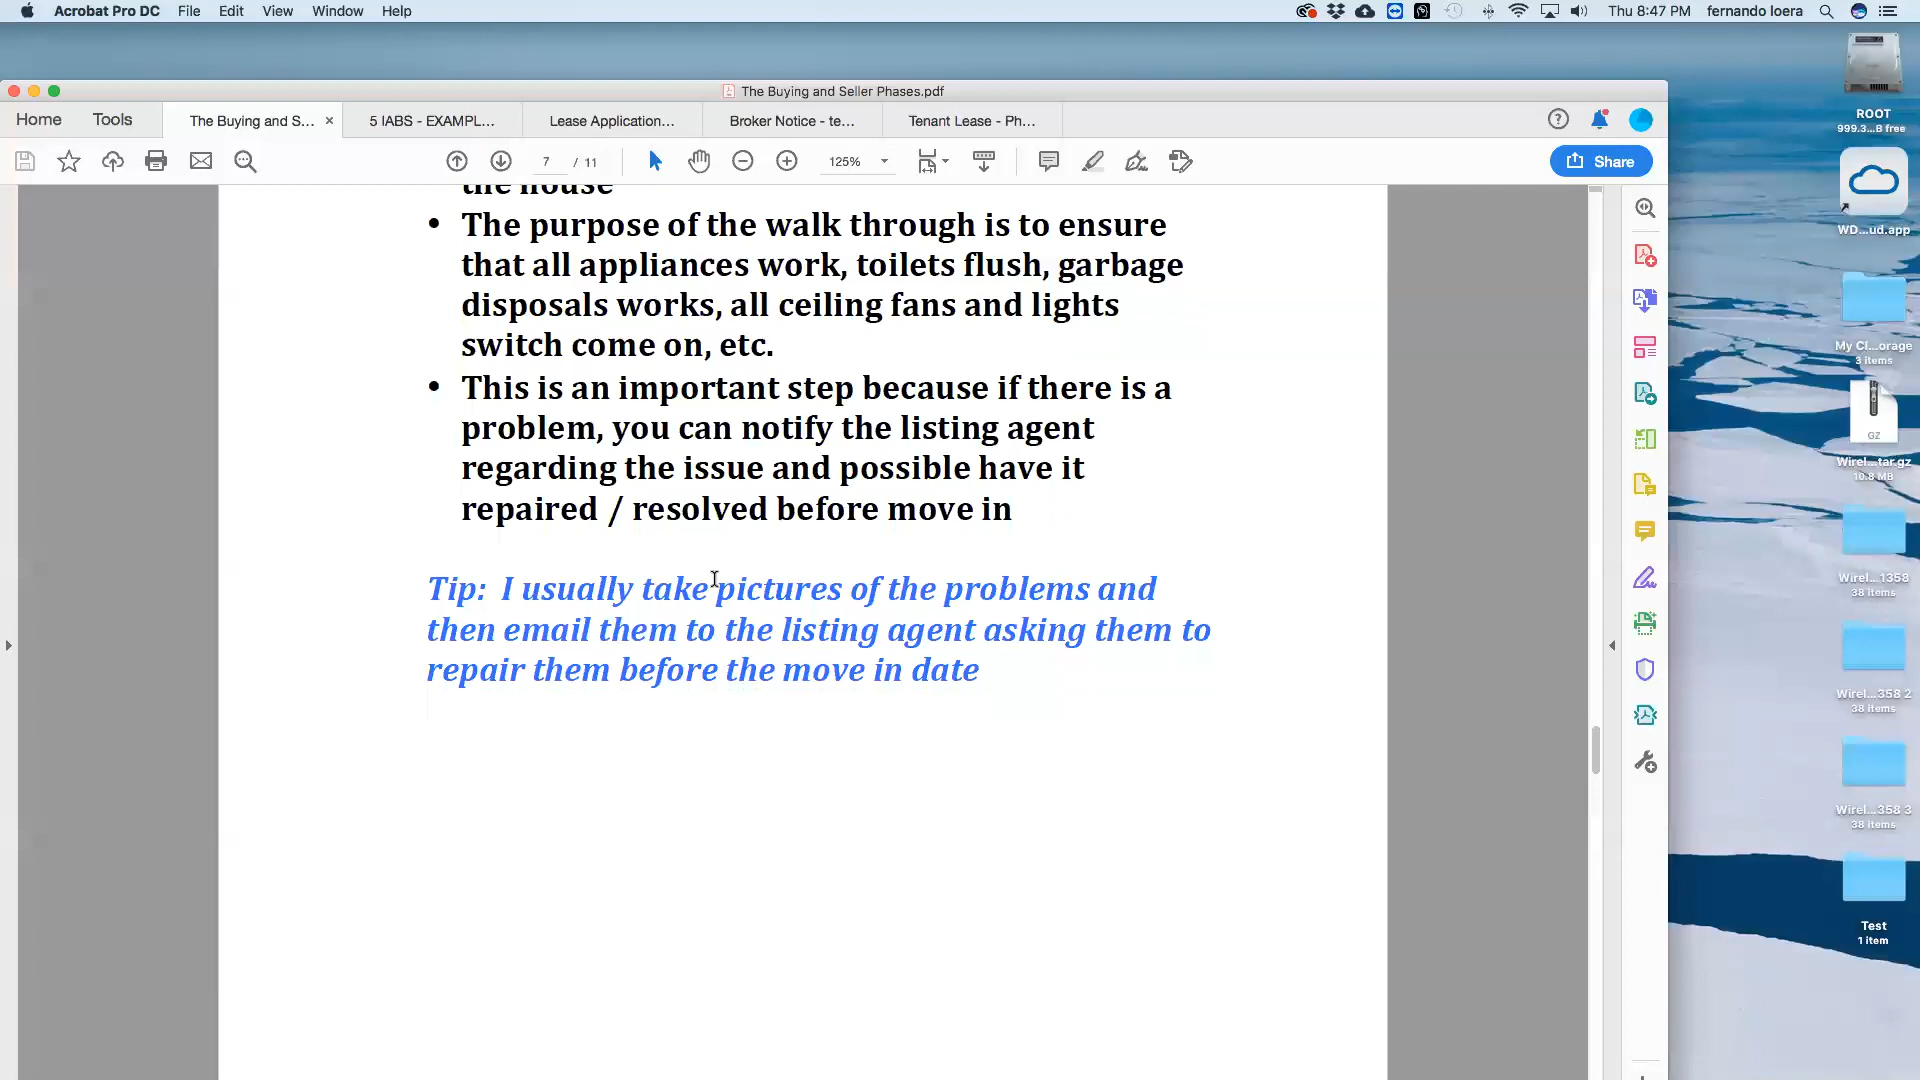 Acrobat Pro DC File Edit View Window Help
Thu 8:47 PM fernando loera
The Buying and Seller Phases.pdf
Home Tools The Buying and S... × 5 IABS - EXAMPL... Lease Application... Broker Notice - te... Tenant Lease - Ph...
7 / 11 125% Share
the house
• The purpose of the walk through is to ensure
that all appliances work, toilets flush, garbage
disposals works, all ceiling fans and lights
switch come on, etc.
• This is an important step because if there is a
problem, you can notify the listing agent
regarding the issue and possible have it
repaired / resolved before move in
Tip: I usually take pictures of the problems and
then email them to the listing agent asking them to
repair them before the move in date
ROOT
999.3...B free
WD...ud.app
My Cl...orage
3 items
GZ
Wirel...tar.gz
10.8 MB
Wirel...1358
38 items
Wirel...358 2
38 items
Wirel...358 3
38 items
Test
1 item